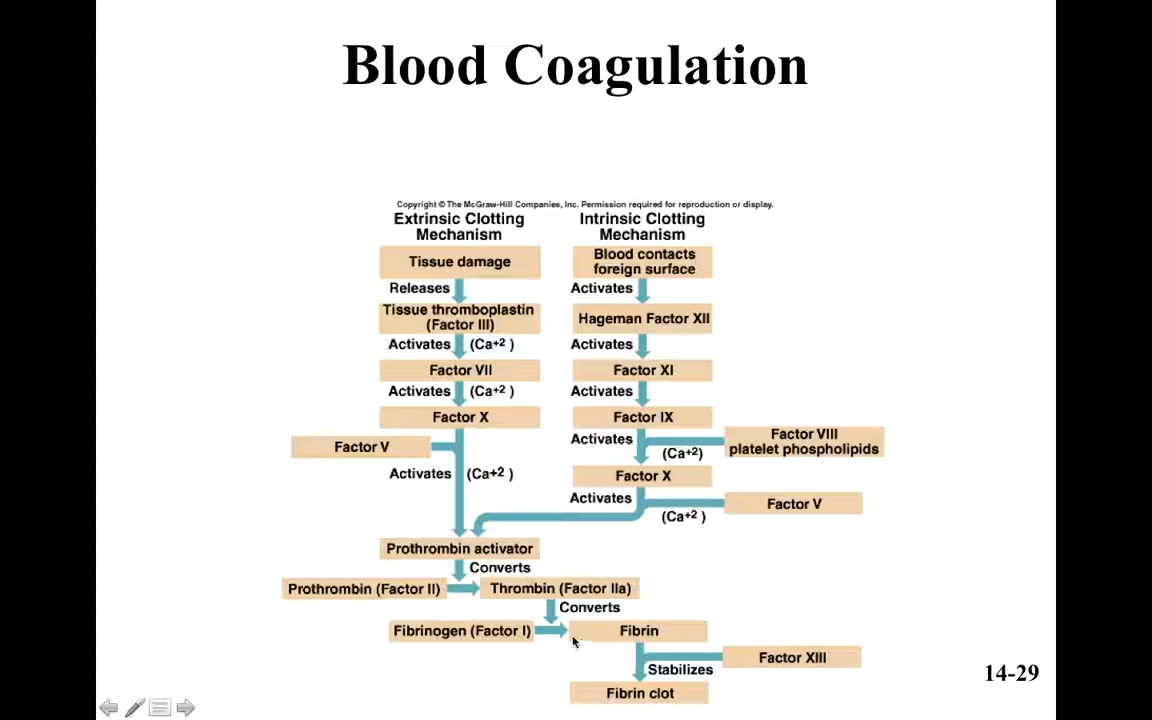 Blood Coagulation
Copyright © The McGraw-Hill Companies, Inc. Permission required for reproduction or display.
Extrinsic Clotting
Mechanism
Intrinsic Clotting
Mechanism
Tissue damage
Blood contacts
foreign surface
Releases
Activates
Tissue thromboplastin
(Factor III)
Hageman Factor XII
Activates (Ca+2 )
Activates
Factor VII
Factor XI
Activates (Ca+2 )
Activates
Factor X
Factor IX
Factor V
Activates
(Ca+2)
Factor VIII
platelet phospholipids
Activates (Ca+2 )
Factor X
Activates
(Ca+2 )
Factor V
Prothrombin activator
Converts
Prothrombin (Factor II)
Thrombin (Factor IIa)
Converts
Fibrinogen (Factor I)
Fibrin
Factor XIII
Stabilizes
Fibrin clot
14-29